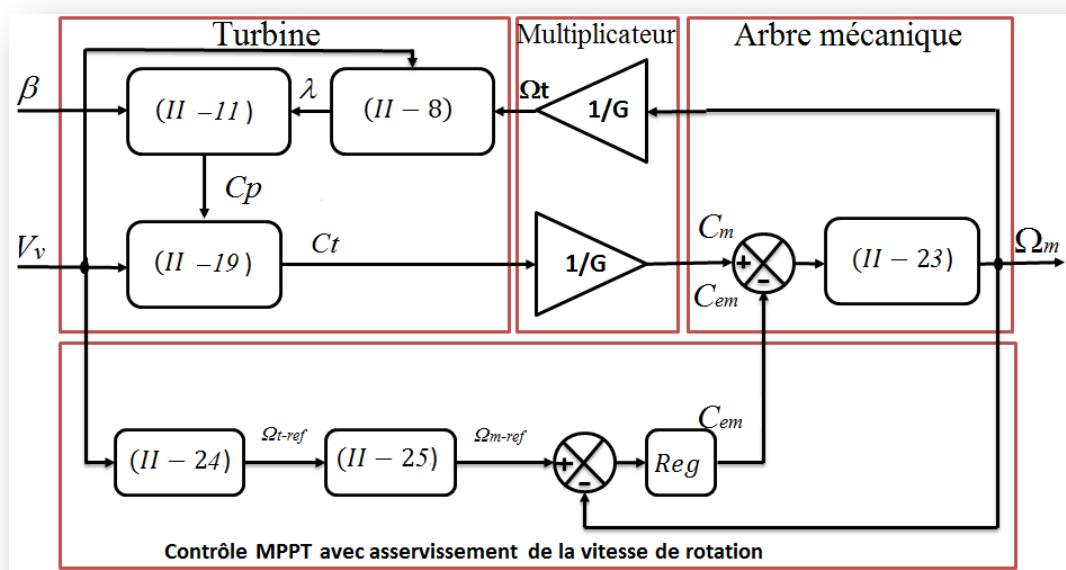 Turbine
Multiplicateur
Arbre mécanique
β
(II –11)
λ
(II – 8)
Ωt
1/G
Cp
Vv
(II –19)
Ct
1/G
Cm
+
-
Cem
(II – 23)
Ωm
(II – 24)
Ωt-ref
(II – 25)
Ωm-ref
+
-
Reg
Cem
Contrôle MPPT avec asservissement de la vitesse de rotation